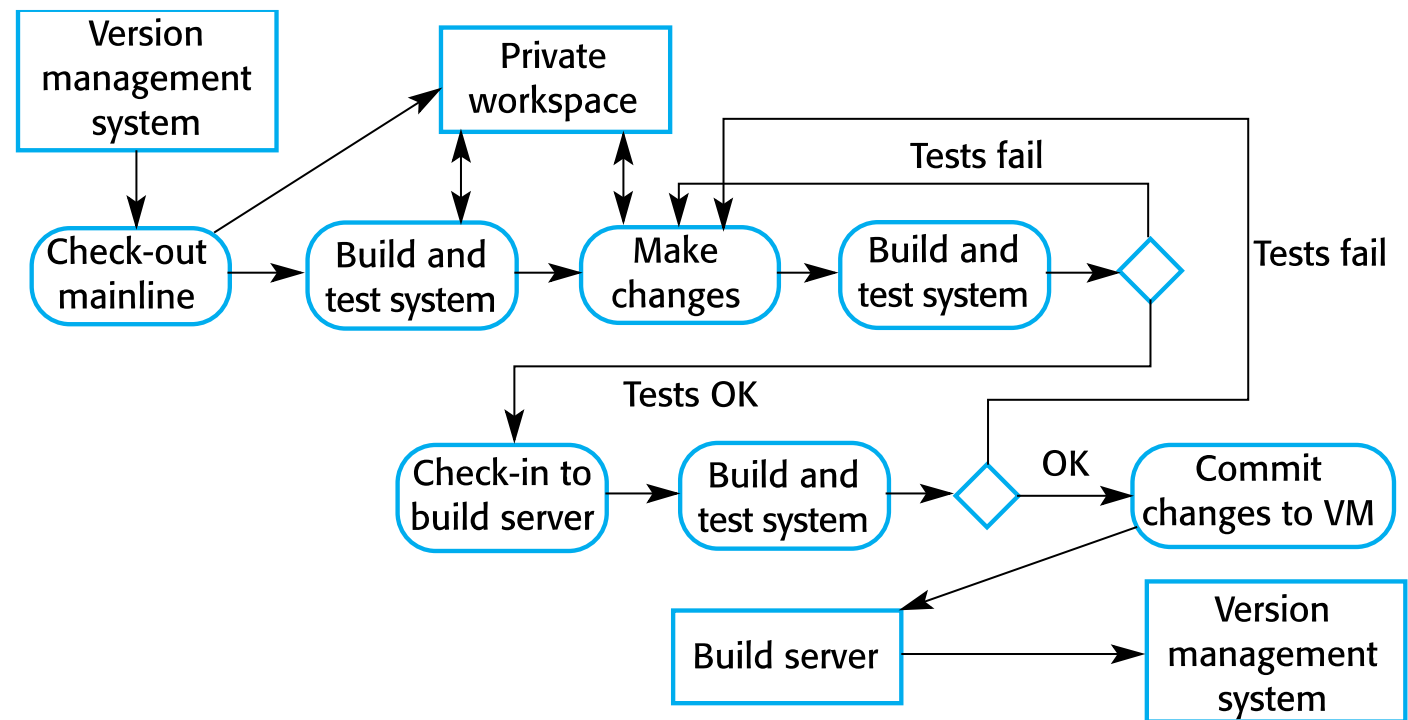 Version
management
system
Private
workspace
Tests fail
Tests fail
Check-out
mainline
Build and
test system
Make
changes
Build and
test system
Tests OK
Check-in to
build server
Build and
test system
OK
Commit
changes to VM
Build server
Version
management
system